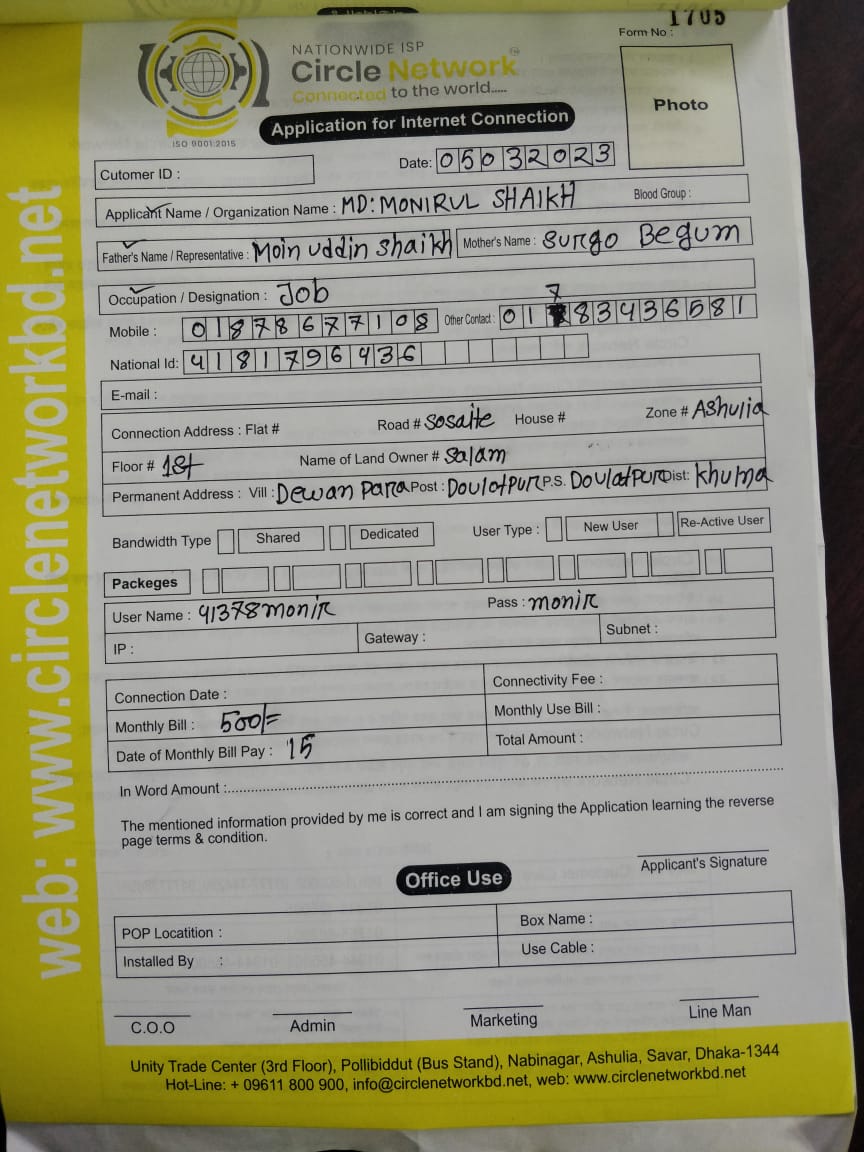 1705
Form No :
NATIONWIDE ISP
Circle Network
Connected to the world.....
ISO 9001:2015
Photo
Application for Internet Connection
Cutomer ID :
Date: 05032023
Applicant Name / Organization Name : MD: MONIRUL SHAIKH Blood Group :
Father's Name / Representative : Moin uddin shaikh Mother's Name : Surgo Begum
Occupation / Designation : Job
7
Mobile : 01878677108 Other Contact : 01 83436581
National Id: 4181796436
E-mail :
Connection Address : Flat # Road # Sosaite House # Zone # Ashulia
Floor # 1st Name of Land Owner # Salam
Permanent Address : Vill : Dewan Para Post : Doulotpur P.S. Doulatpur Dist: Khulna
Bandwidth Type Shared Dedicated User Type : New User Re-Active User
Packeges
User Name : 41378monir Pass : monir
IP : Gateway : Subnet :
Connection Date : Connectivity Fee :
Monthly Bill : 500/= Monthly Use Bill :
Date of Monthly Bill Pay : 15 Total Amount :
In Word Amount :
The mentioned information provided by me is correct and I am signing the Application learning the reverse
page terms & condition.
Applicant's Signature
Office Use
POP Locatition : Box Name :
Installed By : Use Cable :
C.O.O Admin Marketing Line Man
Unity Trade Center (3rd Floor), Pollibiddut (Bus Stand), Nabinagar, Ashulia, Savar, Dhaka-1344
Hot-Line: + 09611 800 900, info@circlenetworkbd.net, web: www.circlenetworkbd.net
web: www.circlenetworkbd.net